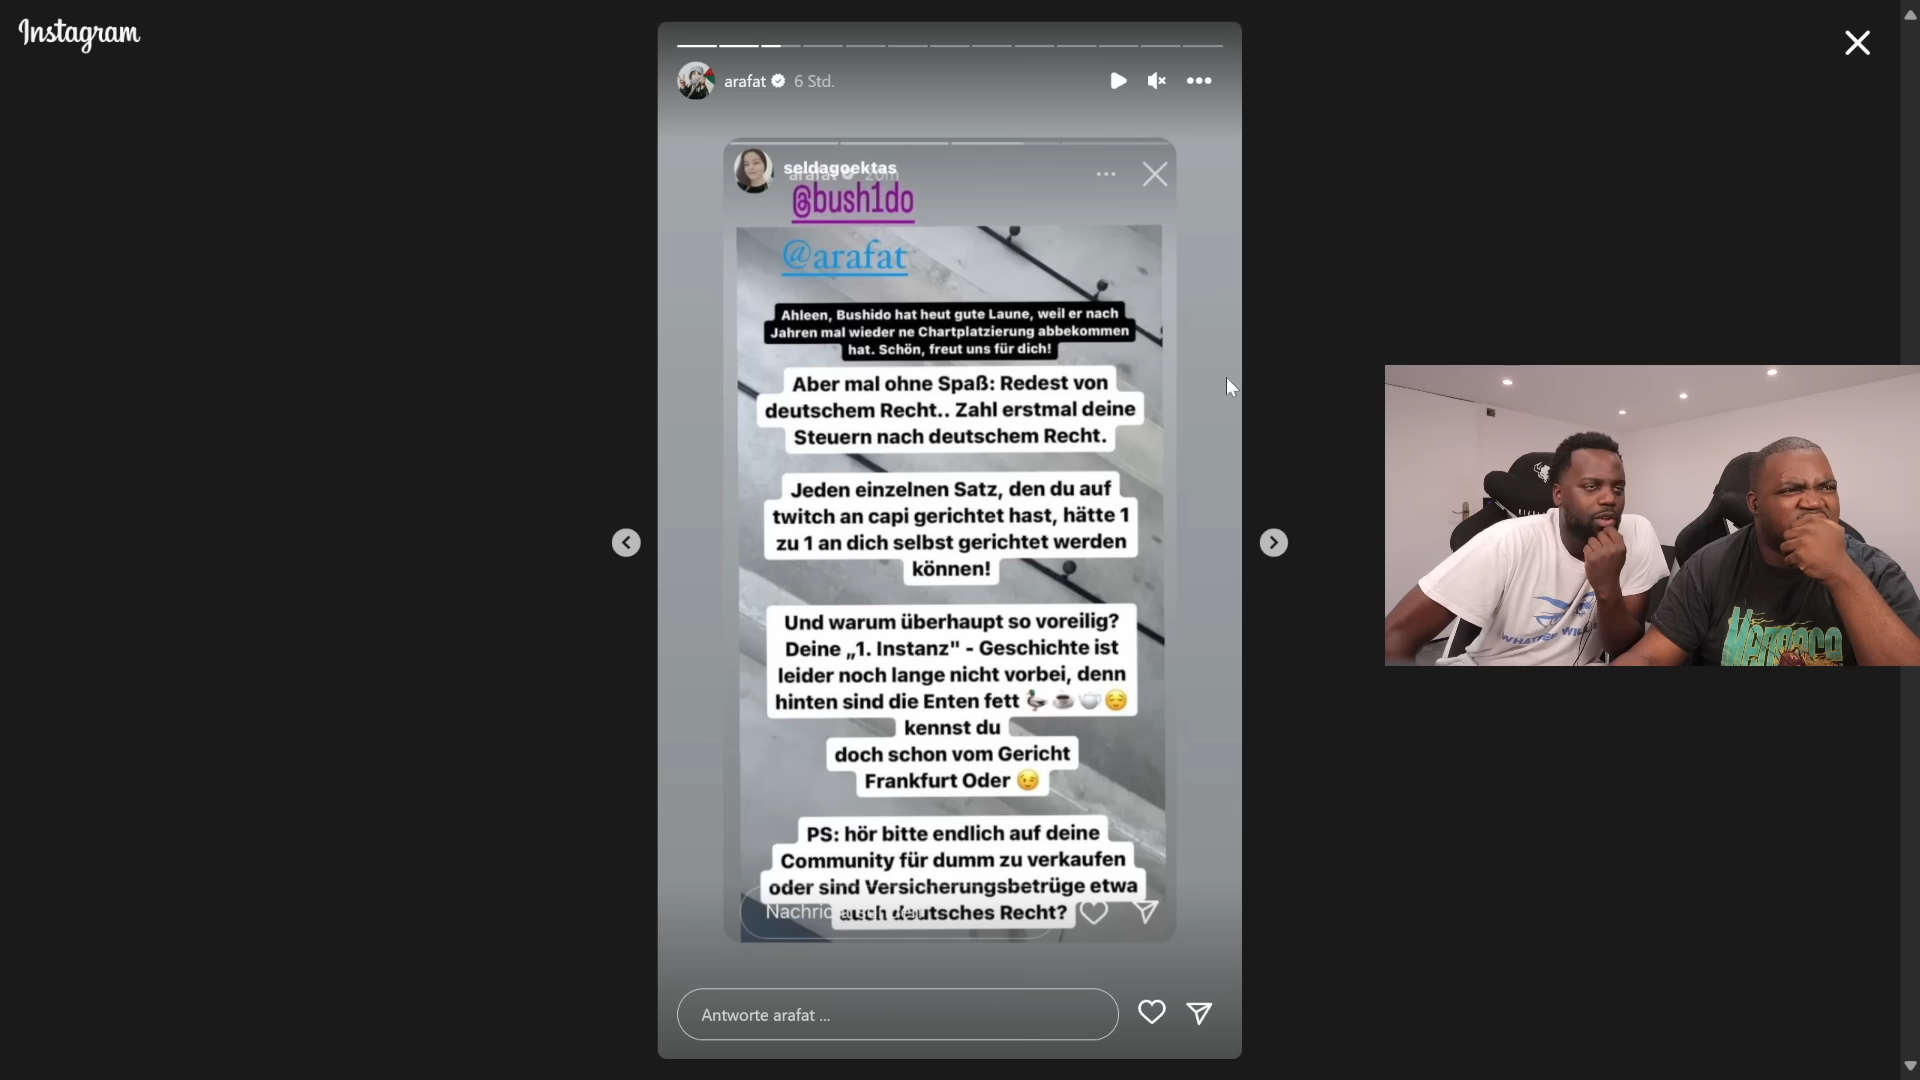 Instagram
arafat 6 Std.
seldagoektas
arafat 20m
@bush1do
@arafat
Ahleen, Bushido hat heut gute Laune, weil er nach
Jahren mal wieder ne Chartplatzierung abbekommen
hat. Schön, freut uns für dich!
Aber mal ohne Spaß: Redest von
deutschem Recht.. Zahl erstmal deine
Steuern nach deutschem Recht.
Jeden einzelnen Satz, den du auf
twitch an capi gerichtet hast, hätte 1
zu 1 an dich selbst gerichtet werden
können!
Und warum überhaupt so voreilig?
Deine „1. Instanz" - Geschichte ist
leider noch lange nicht vorbei, denn
hinten sind die Enten fett 🦆☕🫖😌
kennst du
doch schon vom Gericht
Frankfurt Oder 😉
PS: hör bitte endlich auf deine
Community für dumm zu verkaufen
oder sind Versicherungsbetrüge etwa
auch deutsches Recht?
Antworte arafat ...